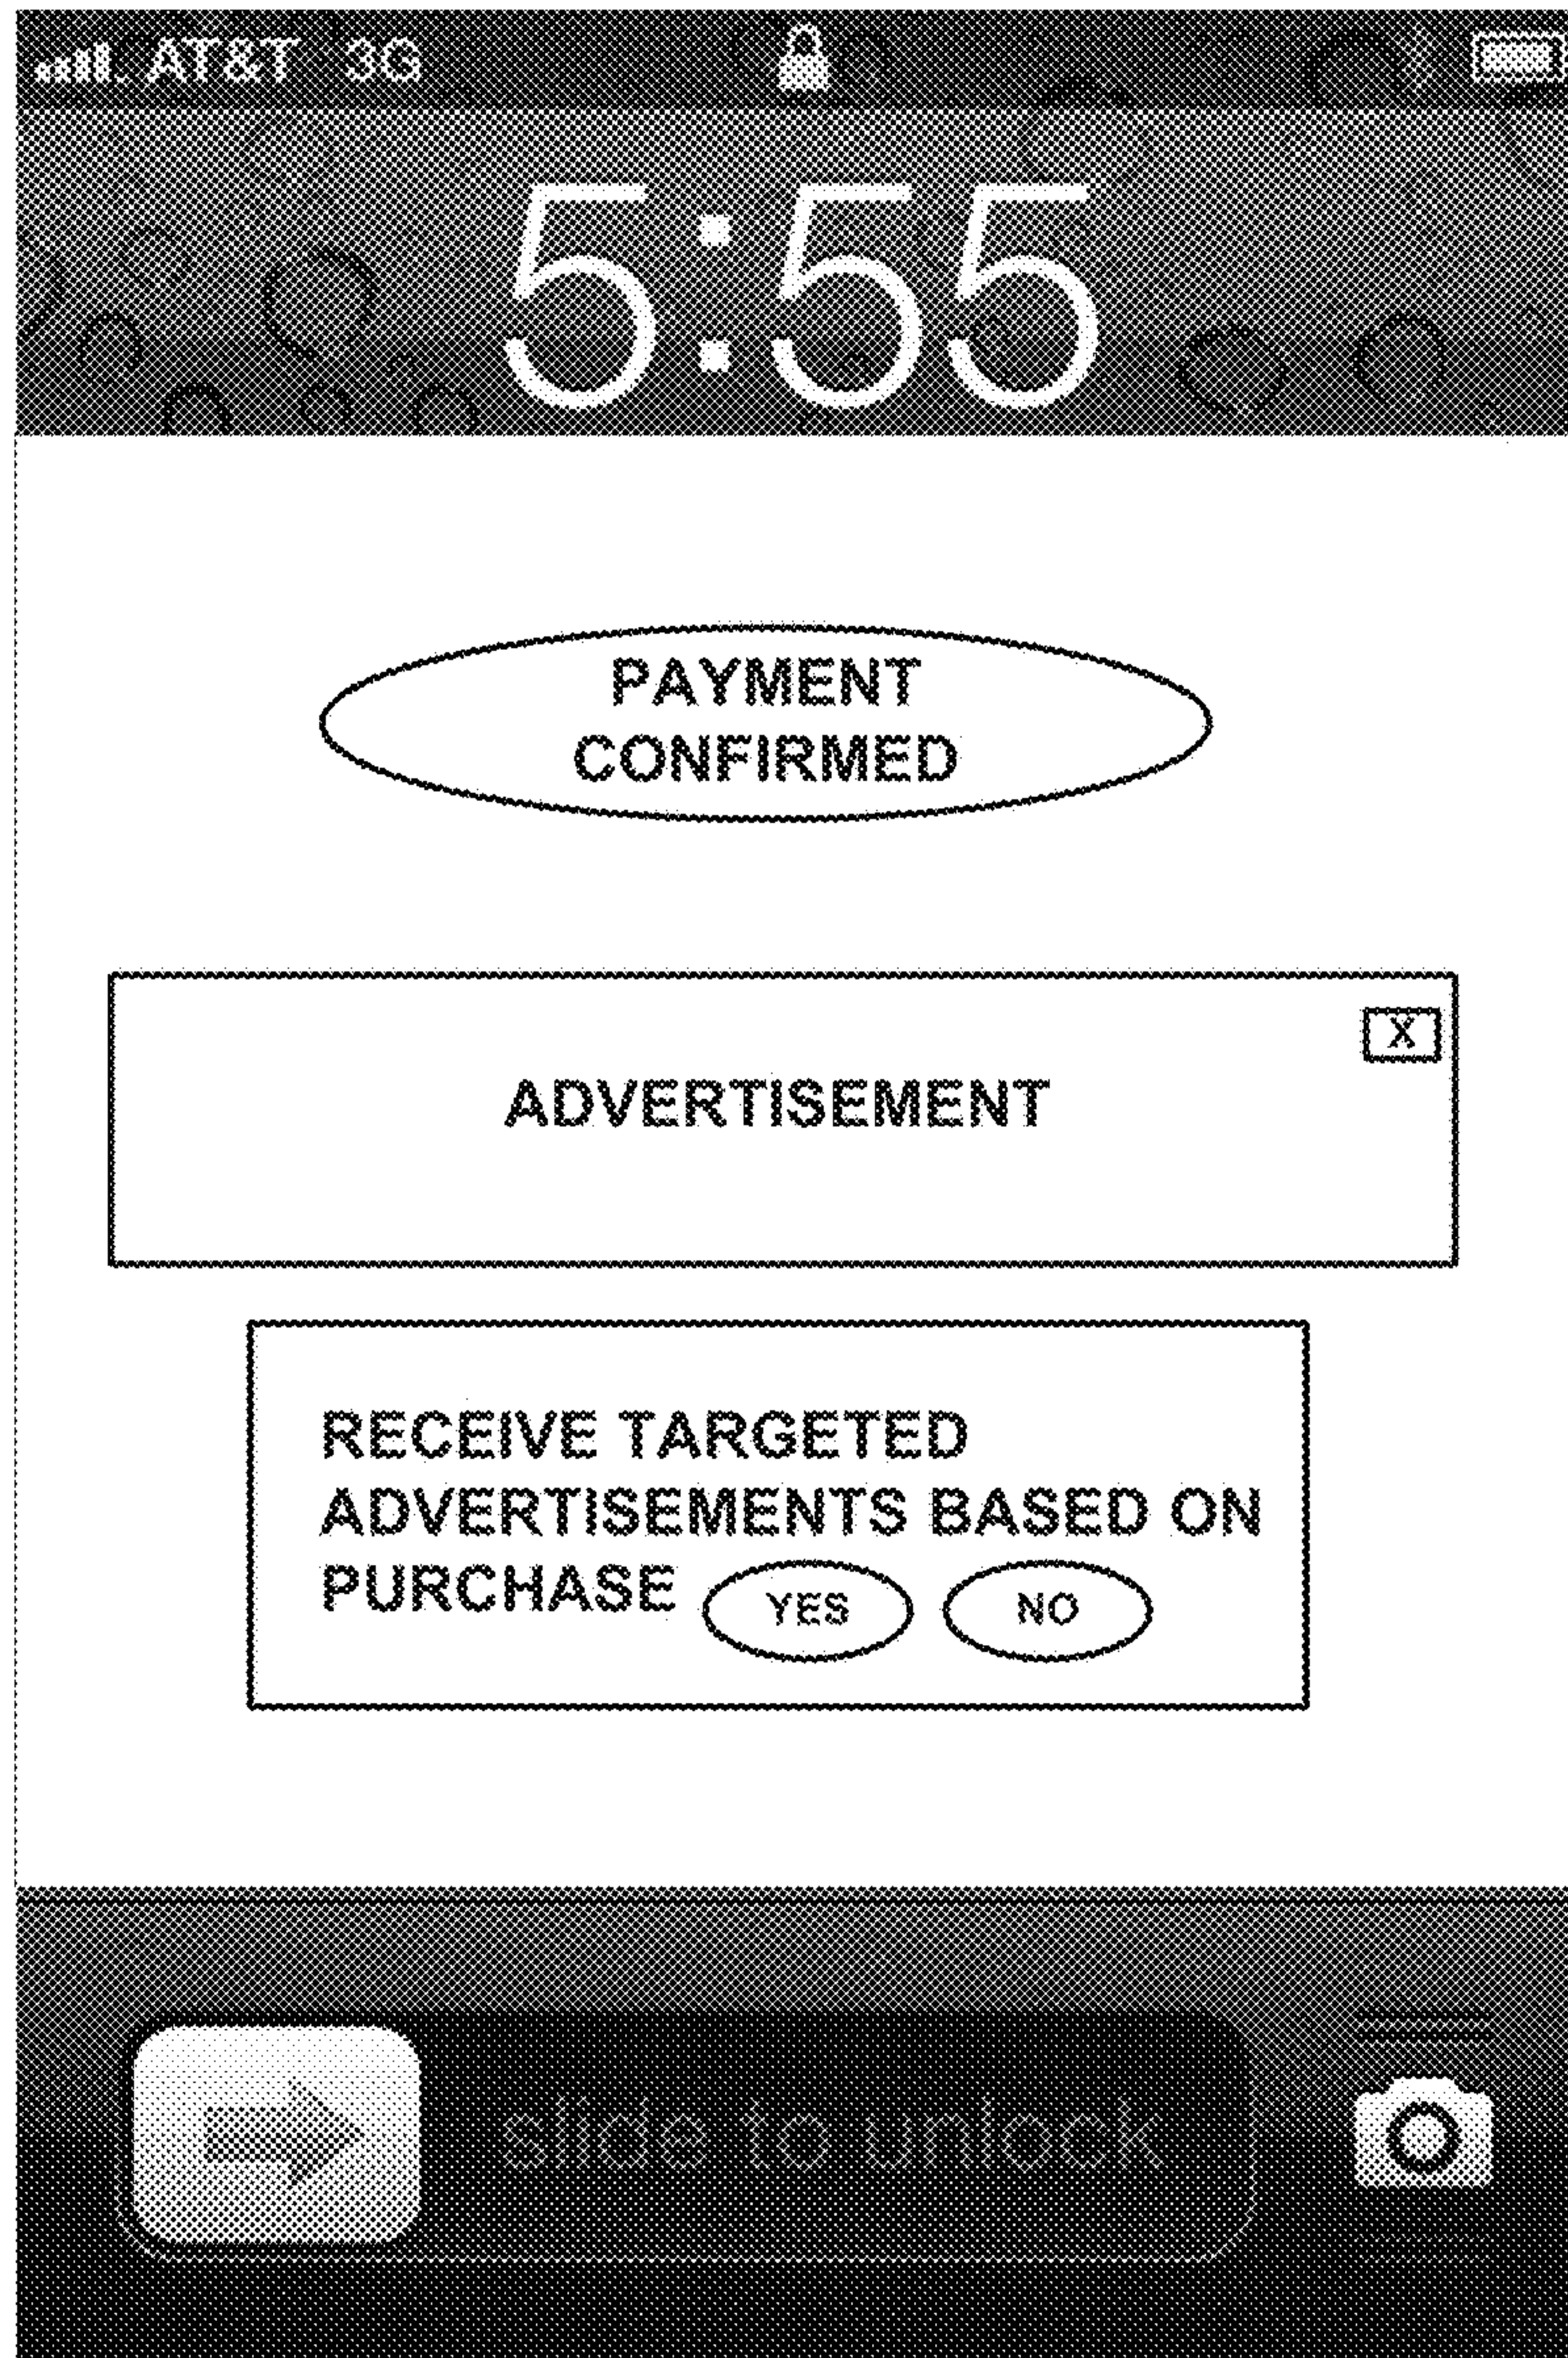 AT&T 3G
5:55
PAYMENT
CONFIRMED
X
ADVERTISEMENT
RECEIVE TARGETED
ADVERTISEMENTS BASED ON
PURCHASE YES NO
slide to unlock